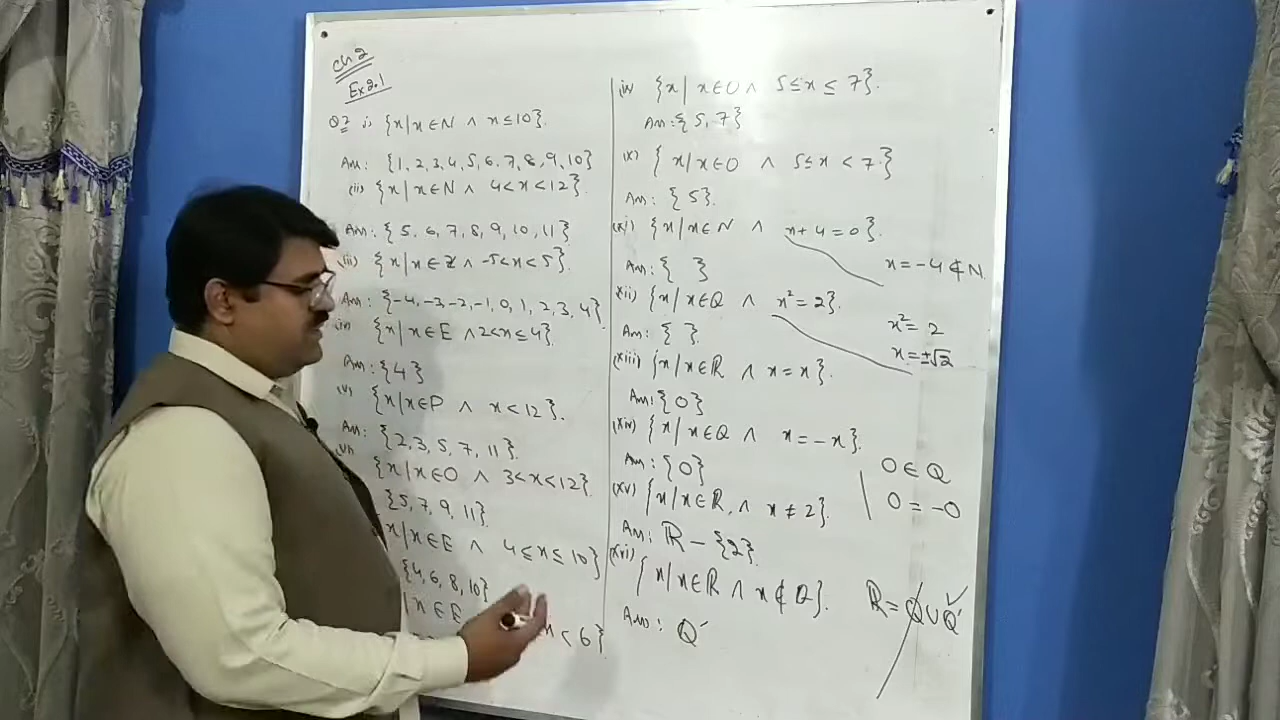 Ch 2
Ex 2.1
Q2 i) {x|x∈N ∧ x≤10}.
Ans: {1, 2, 3, 4, 5, 6, 7, 8, 9, 10}
(ii) {x|x∈N ∧ 4<x<12}.
Ans: {5, 6, 7, 8, 9, 10, 11}
(iii) {x|x∈Z ∧ -5<x<5}.
Ans: {-4, -3, -2, -1, 0, 1, 2, 3, 4}.
(iv) {x|x∈E ∧ 2<x≤4}.
Ans: {4}
(v) {x|x∈P ∧ x<12}.
Ans: {2, 3, 5, 7, 11}.
(vi) {x|x∈O ∧ 3<x<12}.
{5, 7, 9, 11}.
x|x∈E ∧ 4≤x≤10}
{4, 6, 8, 10}
|x∈E
x<6}
ix {x|x∈O ∧ 5≤x≤7}.
Ans: {5, 7}
(x) {x|x∈O ∧ 5≤x<7}
Ans: {5}.
(xi) {x|x∈N ∧ x+4=0}.
x=-4∉N.
Ans: { }
(xii) {x|x∈Q ∧ x²=2}.
x²=2
Ans: { }.
x=±√2
(xiii) {x|x∈R ∧ x=x}.
Ans: {0}
(xiv) {x|x∈Q ∧ x=-x}.
Ans: {0}
0∈Q
(xv) {x|x∈R ∧ x≠2}.
0=-0
Ans: R-{2}.
(xvi) {x|x∈R ∧ x∉Q}.
R=Q∪Q′
Ans: Q′